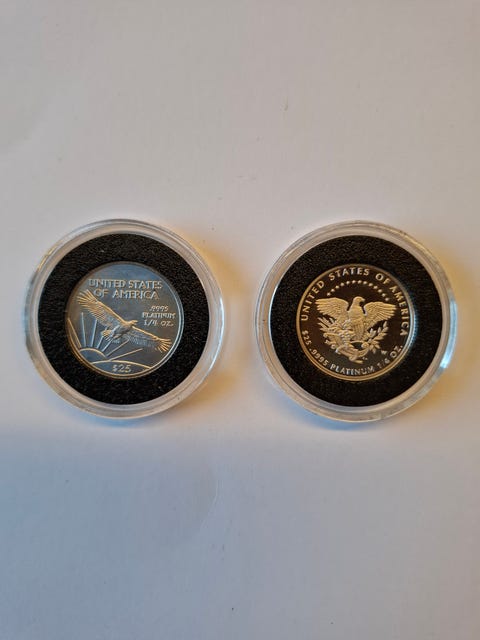 UNITED STATES
OF AMERICA
.9995
PLATINUM
1/4 OZ.
$25
UNITED STATES OF AMERICA
$25 .9995 PLATINUM 1/4 OZ.